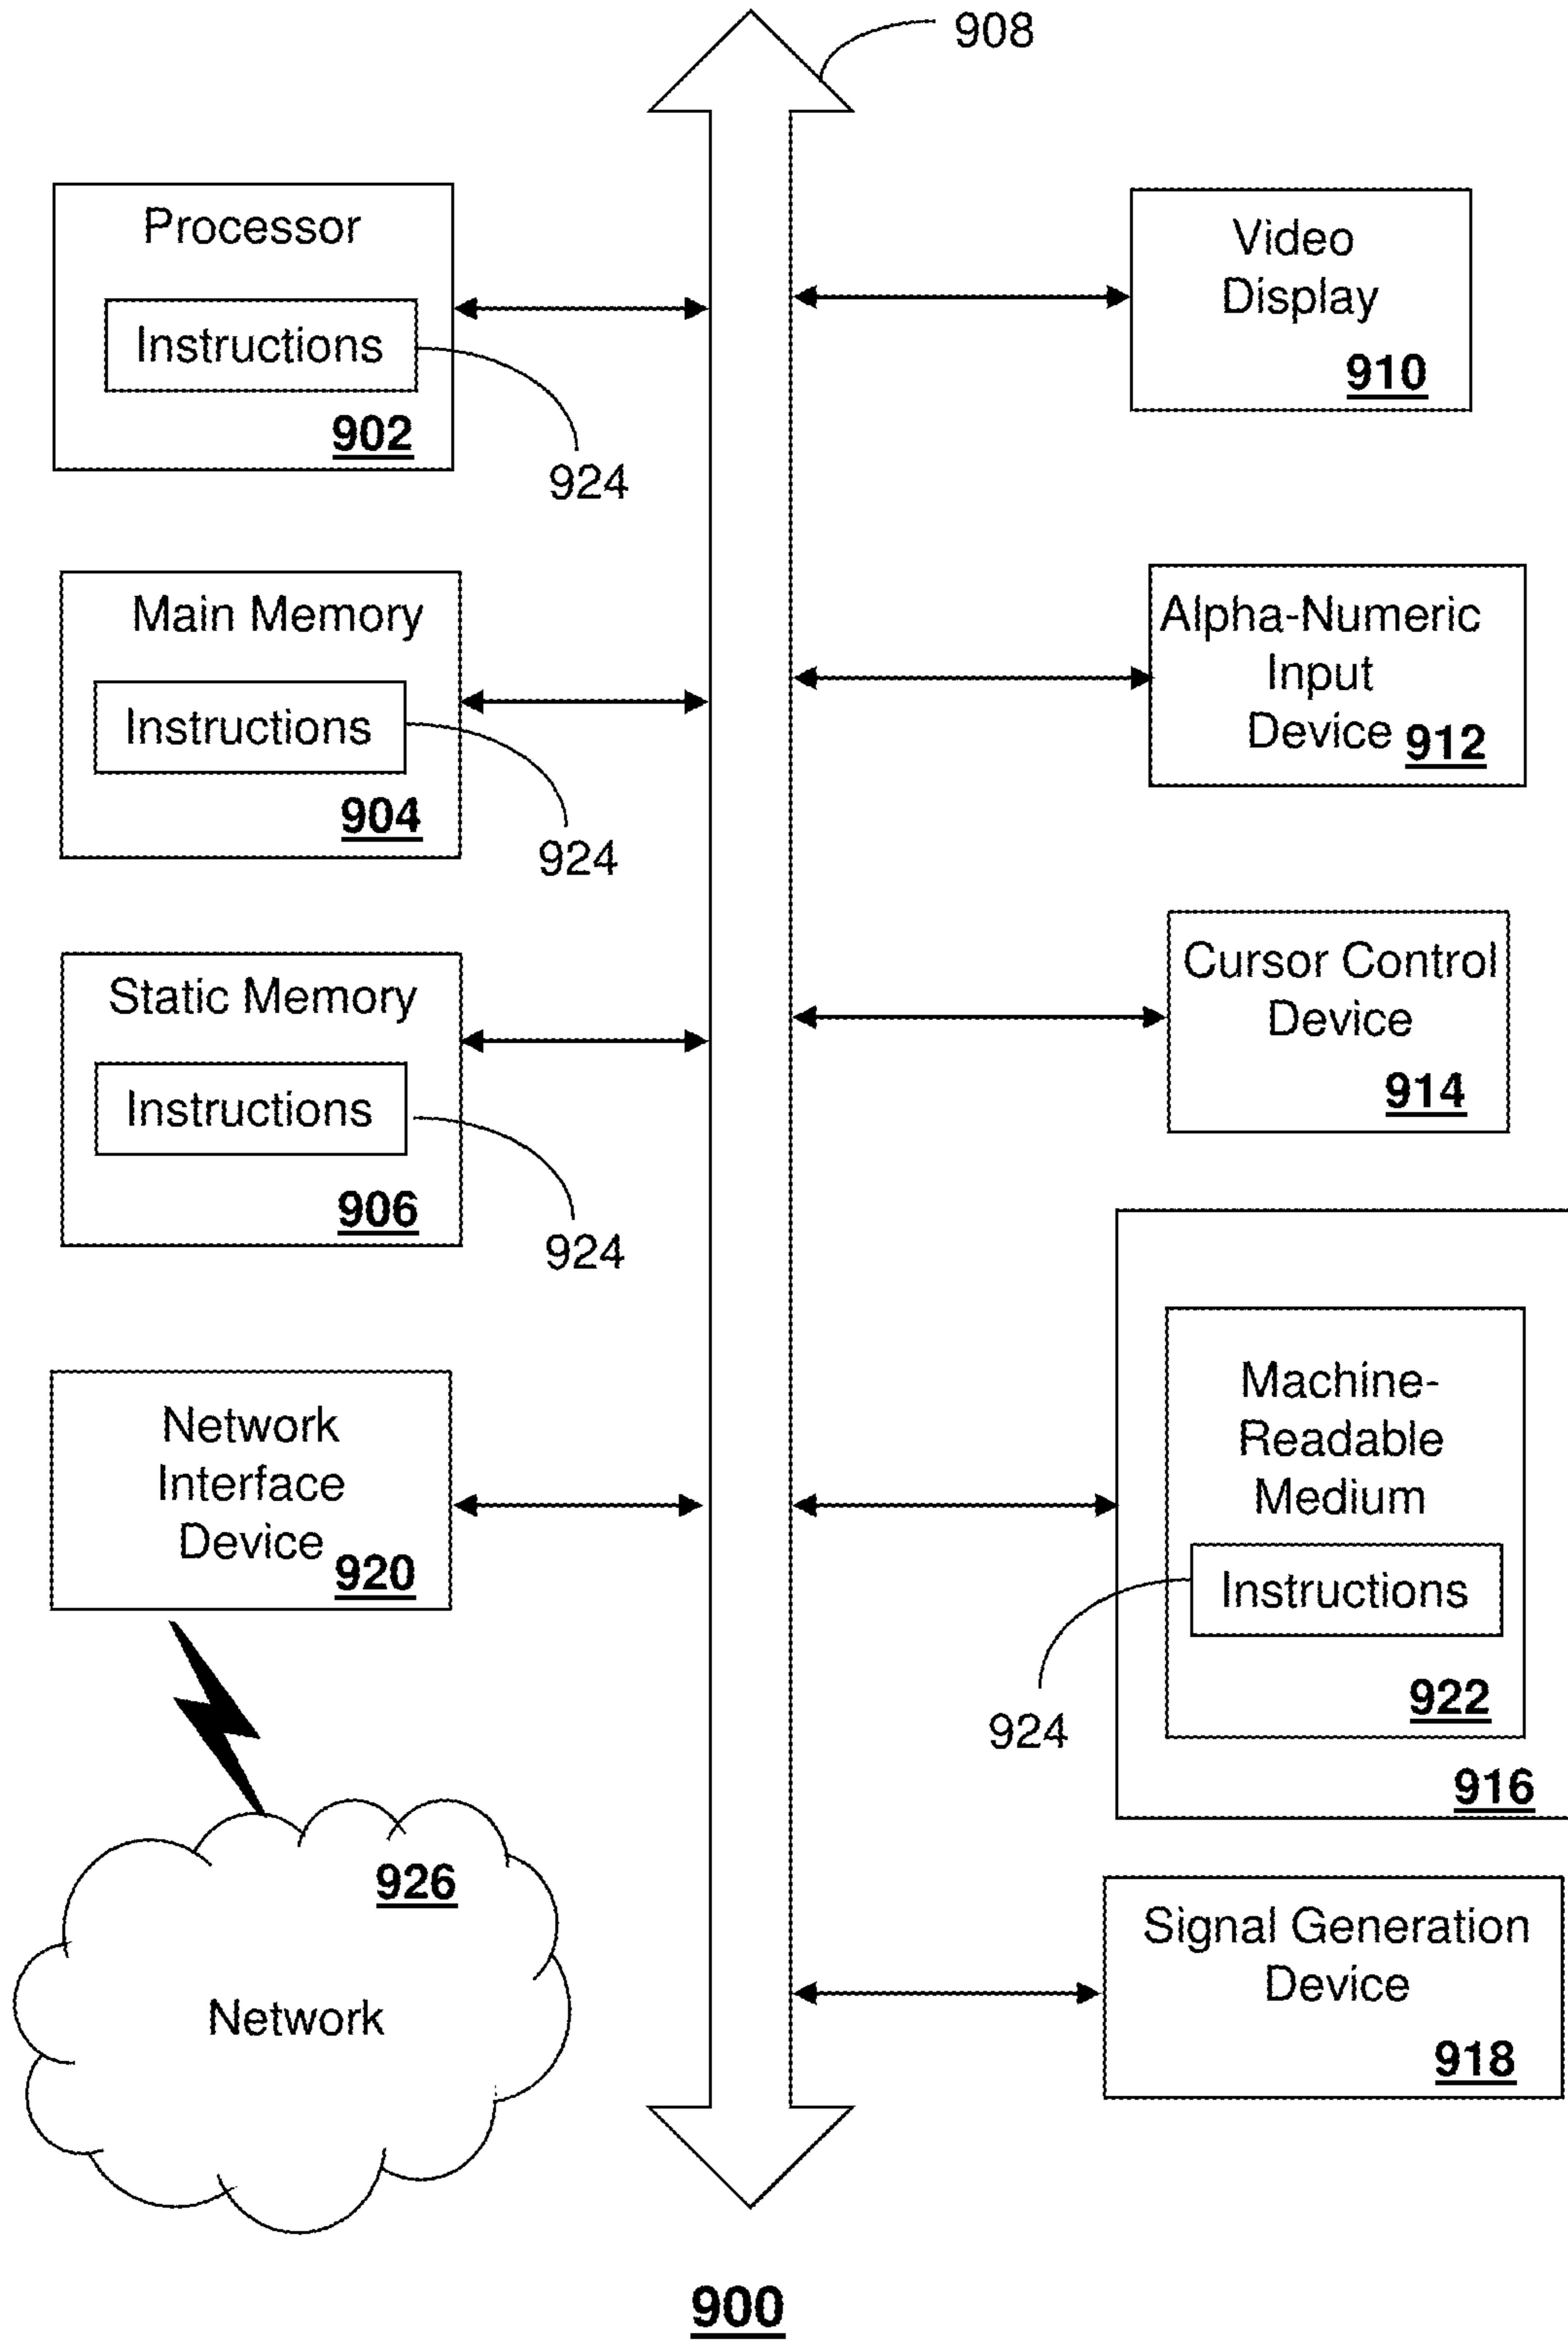 908
Processor
Instructions
902
924
Main Memory
Instructions
904
924
Static Memory
Instructions
906
924
Network
Interface
Device
920
926
Network
Video
Display
910
Alpha-Numeric
Input
Device
912
Cursor Control
Device
914
Machine-
Readable
Medium
Instructions
922
924
916
Signal Generation
Device
918
900